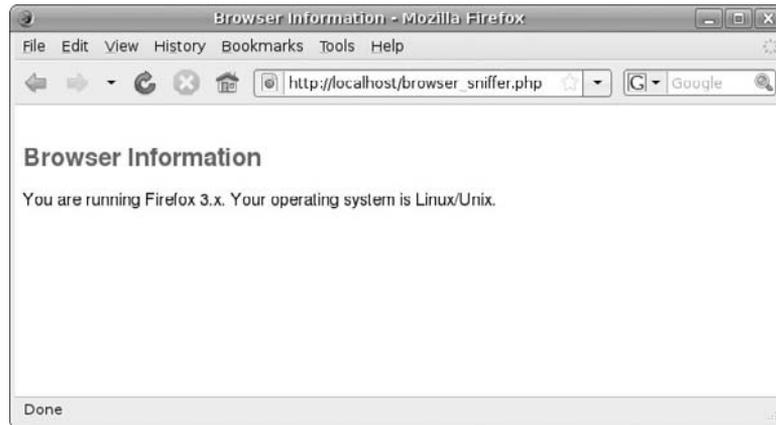 Browser Information - Mozilla Firefox
File Edit View History Bookmarks Tools Help
http://localhost/browser_sniffer.php G Google
Browser Information
You are running Firefox 3.x. Your operating system is Linux/Unix.
Done